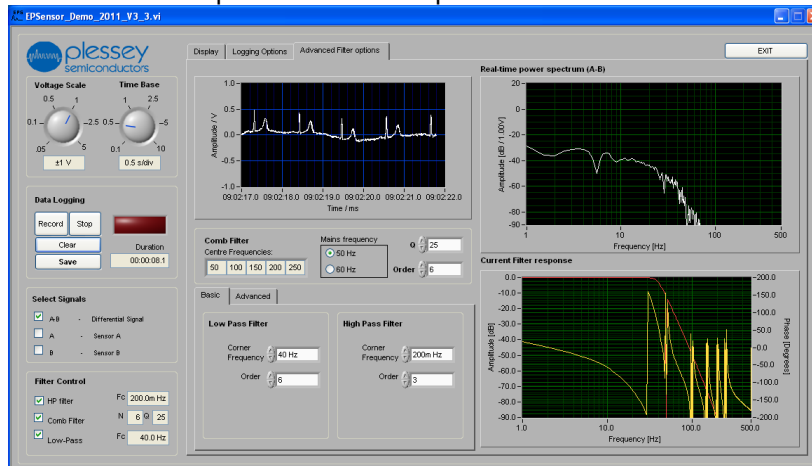 EPSensor_Demo_2011_V3_3.vi
plessey
semiconductors
Voltage Scale
Time Base
0.5 1
0.1 2.5
.05 5
±1 V
1 2.5
0.5 5
0.1 10
0.5 s/div
Data Logging
Record Stop
Clear
Save
Duration
00:00:08.1
Select Signals
A-B - Differential Signal
A - Sensor A
B - Sensor B
Filter Control
HP filter Fc 200.0m Hz
Comb Filter N 6 Q 25
Low-Pass Fc 40.0 Hz
Display Logging Options Advanced Filter options
EXIT
Amplitude / V
1.0
0.5
0.0
-0.5
-1.0
09:02:17.0 09:02:18.0 09:02:19.0 09:02:20.0 09:02:21.0 09:02:22.0
Time / ms
Comb Filter
Centre Frequencies:
50 100 150 200 250
Mains frequency
50 Hz
60 Hz
Q 25
Order 6
Basic Advanced
Low Pass Filter
Corner
Frequency 40 Hz
Order 6
High Pass Filter
Corner
Frequency 200m Hz
Order 3
Real-time power spectrum (A-B)
Amplitude [dB / 1.00V]
20
0
-20
-40
-60
-80
-90
1 10 100 500
Frequency [Hz]
Current Filter response
Amplitude [dB]
0.0
-10.0
-20.0
-30.0
-40.0
-50.0
-60.0
-70.0
-80.0
-90.0
200.0
150.0
100.0
50.0
0.0
-50.0
-100.0
-150.0
-200.0
Phase [Degrees]
1.0 10.0 100.0 500.0
Frequency [Hz]